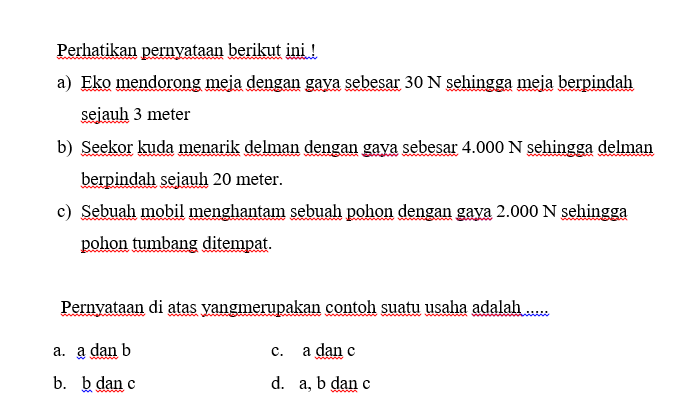 Perhatikan pernyataan berikut ini !
a) Eko mendorong meja dengan gaya sebesar 30 N sehingga meja berpindah
sejauh 3 meter
b) Seekor kuda menarik delman dengan gaya sebesar 4.000 N sehingga delman
berpindah sejauh 20 meter.
c) Sebuah mobil menghantam sebuah pohon dengan gaya 2.000 N sehingga
pohon tumbang ditempat.
Pernyataan di atas yangmerupakan contoh suatu usaha adalah .....
a. a dan b c. a dan c
b. b dan c d. a, b dan c